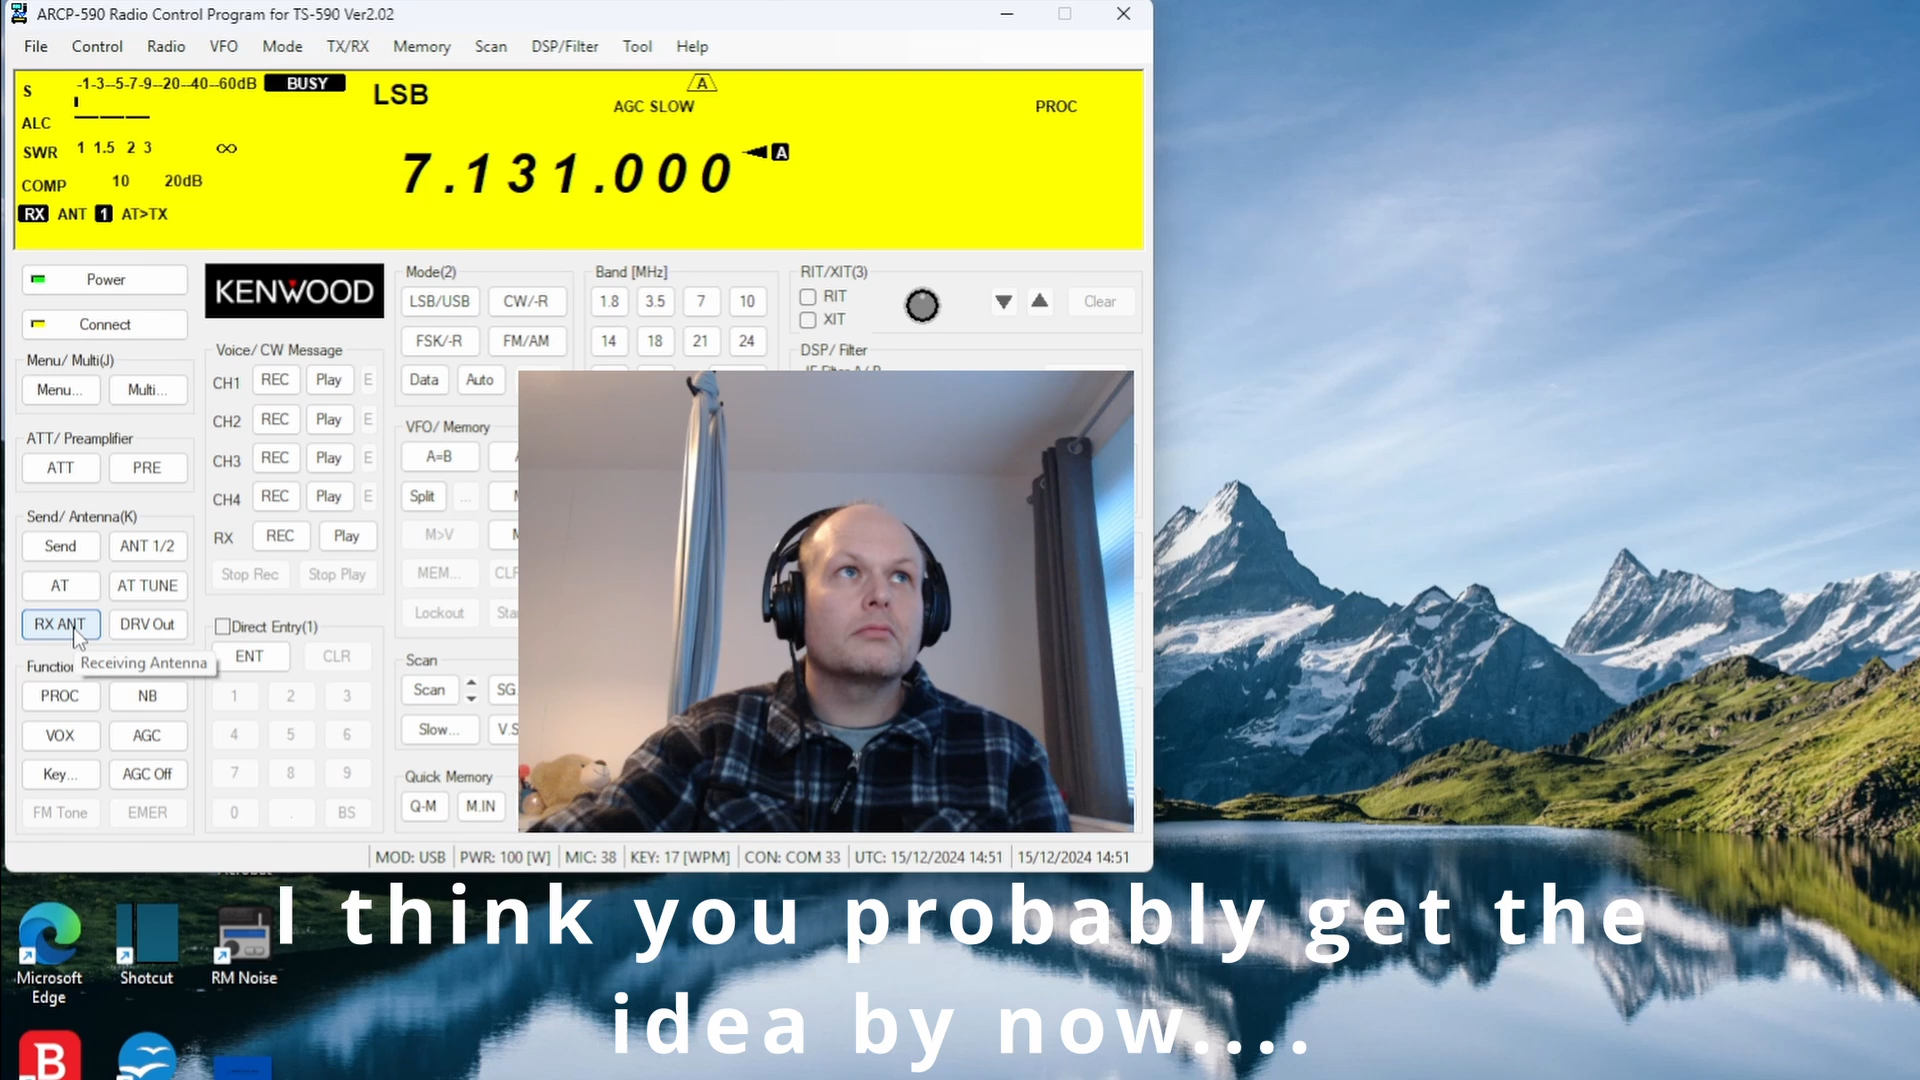 ARCP-590 Radio Control Program for TS-590 Ver2.02
File Control Radio VFO Mode TX/RX Memory Scan DSP/Filter Tool Help
S -1-3--5-7-9--20--40--60dB BUSY
LSB
A
AGC SLOW
PROC
ALC
SWR 1 1.5 2 3 ∞
7.131.000 A
COMP 10 20dB
RX ANT 1 AT>TX
Power
Connect
Menu/ Multi(J)
Menu... Multi...
ATT/ Preamplifier
ATT PRE
Send/ Antenna(K)
Send ANT 1/2
AT AT TUNE
RX ANT DRV Out
Receiving Antenna
PROC NB
VOX AGC
Key... AGC Off
FM Tone EMER
KENWOOD
Voice/ CW Message
CH1 REC Play E
CH2 REC Play E
CH3 REC Play E
CH4 REC Play E
RX REC Play
Stop Rec Stop Play
Direct Entry(1)
ENT CLR
1 2 3
4 5 6
7 8 9
0 . BS
Mode(2)
LSB/USB CW/-R
FSK/-R FM/AM
Data Auto
VFO/ Memory
A=B
Split ...
M>V
MEM...
Lockout
Scan
Scan
Slow...
Quick Memory
Q-M M.IN
Band [MHz]
1.8 3.5 7 10
14 18 21 24
RIT/XIT(3)
RIT
XIT
Clear
DSP/ Filter
MOD: USB PWR: 100 [W] MIC: 38 KEY: 17 [WPM] CON: COM 33 UTC: 15/12/2024 14:51 15/12/2024 14:51
I think you probably get the
idea by now....
Microsoft
Edge
Shotcut
RM Noise
B